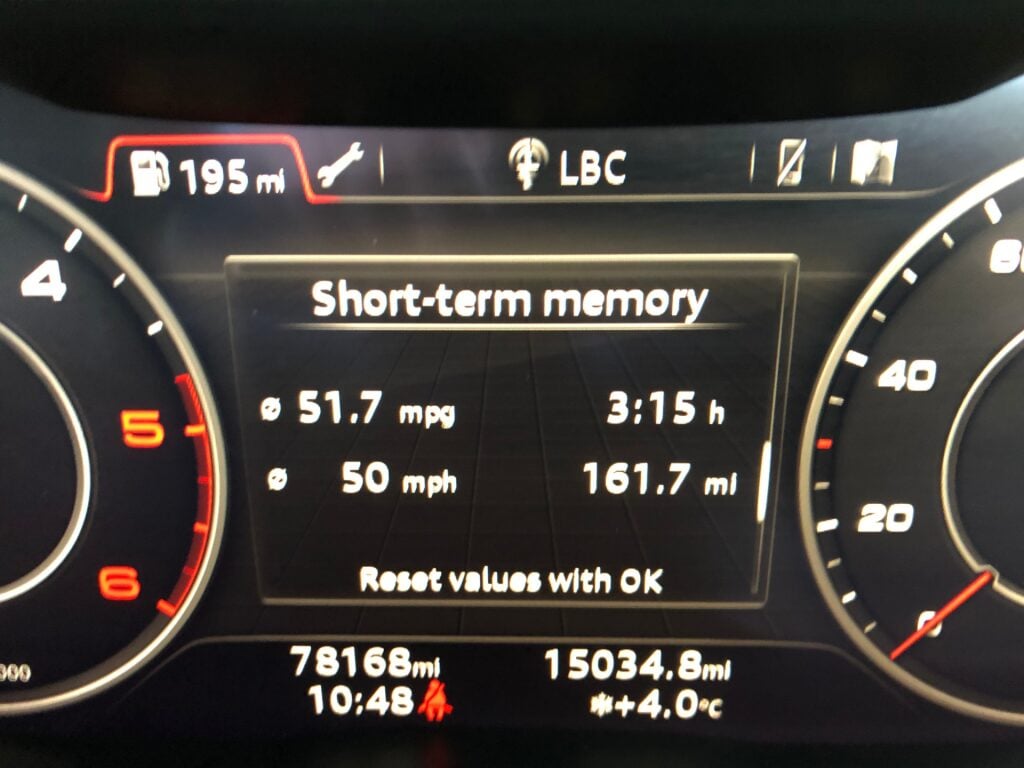 195 mi LBC
Short-term memory
ø 51.7 mpg 3:15 h
ø 50 mph 161.7 mi
Reset values with OK
78168mi 15034.8mi
10:48 +4.0°C
4
5
6
40
20
0